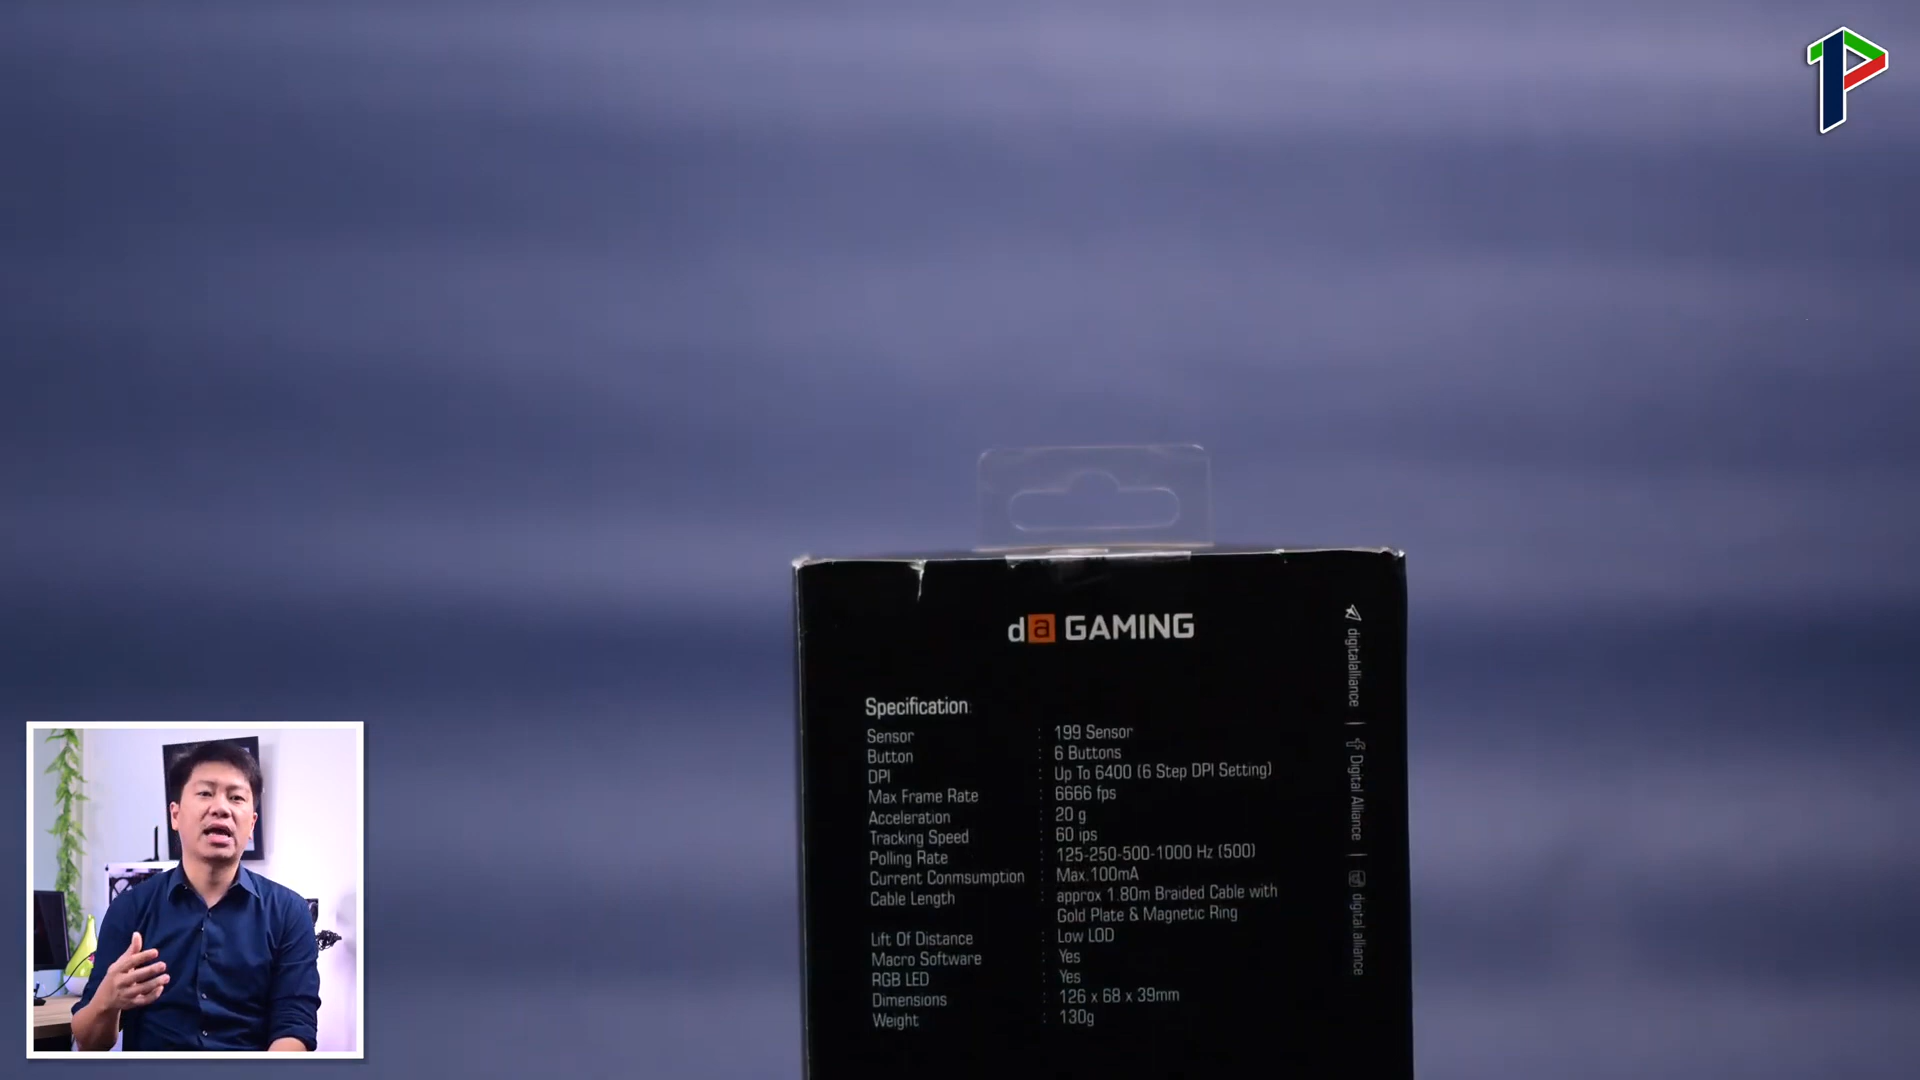 da GAMING
Specification
Sensor : 199 Sensor
Button : 6 Buttons
DPI : Up To 6400 (6 Step DPI Setting)
Max Frame Rate : 6666 fps
Acceleration : 20 g
Tracking Speed : 60 ips
Polling Rate : 125-250-500-1000 Hz (500)
Current Conmsumption : Max.100mA
Cable Length : approx 1.80m Braided Cable with
Gold Plate & Magnetic Ring
Lift Of Distance : Low LOD
Macro Software : Yes
RGB LED : Yes
Dimensions : 126 x 68 x 39mm
Weight : 130g
digitalalliance | Digital Alliance | digital alliance